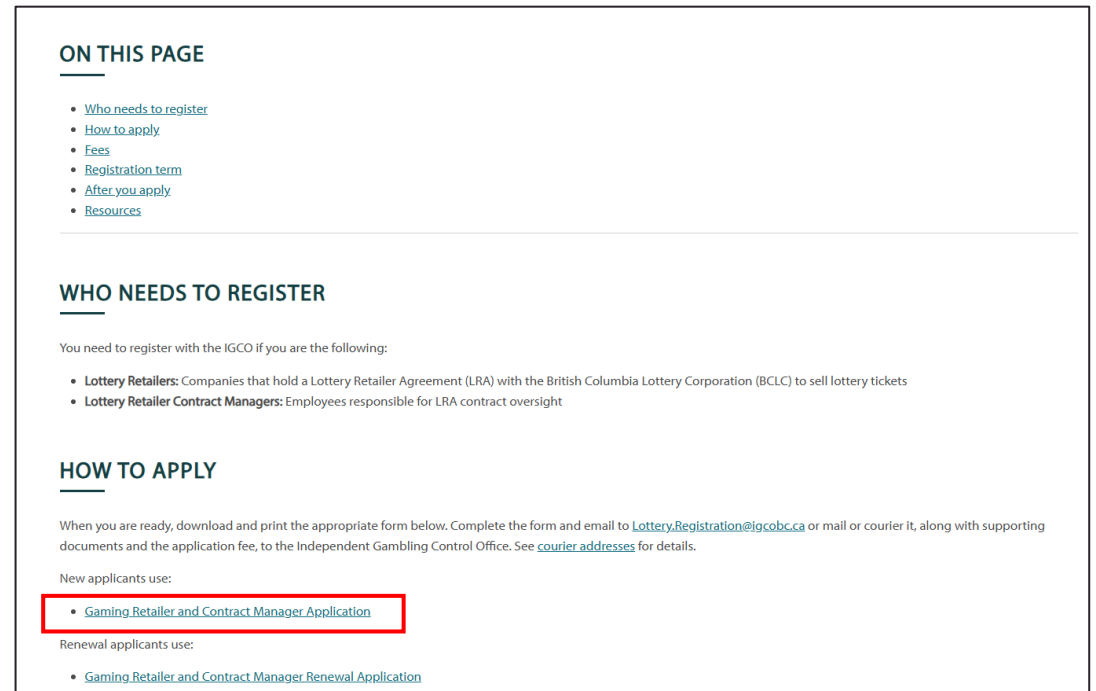 ON THIS PAGE
Who needs to register
How to apply
Fees
Registration term
After you apply
Resources
WHO NEEDS TO REGISTER
You need to register with the IGCO if you are the following:
Lottery Retailers: Companies that hold a Lottery Retailer Agreement (LRA) with the British Columbia Lottery Corporation (BCLC) to sell lottery tickets
Lottery Retailer Contract Managers: Employees responsible for LRA contract oversight
HOW TO APPLY
When you are ready, download and print the appropriate form below. Complete the form and email to Lottery.Registration@igcobc.ca or mail or courier it, along with supporting
documents and the application fee, to the Independent Gambling Control Office. See courier addresses for details.
New applicants use:
Gaming Retailer and Contract Manager Application
Renewal applicants use:
Gaming Retailer and Contract Manager Renewal Application